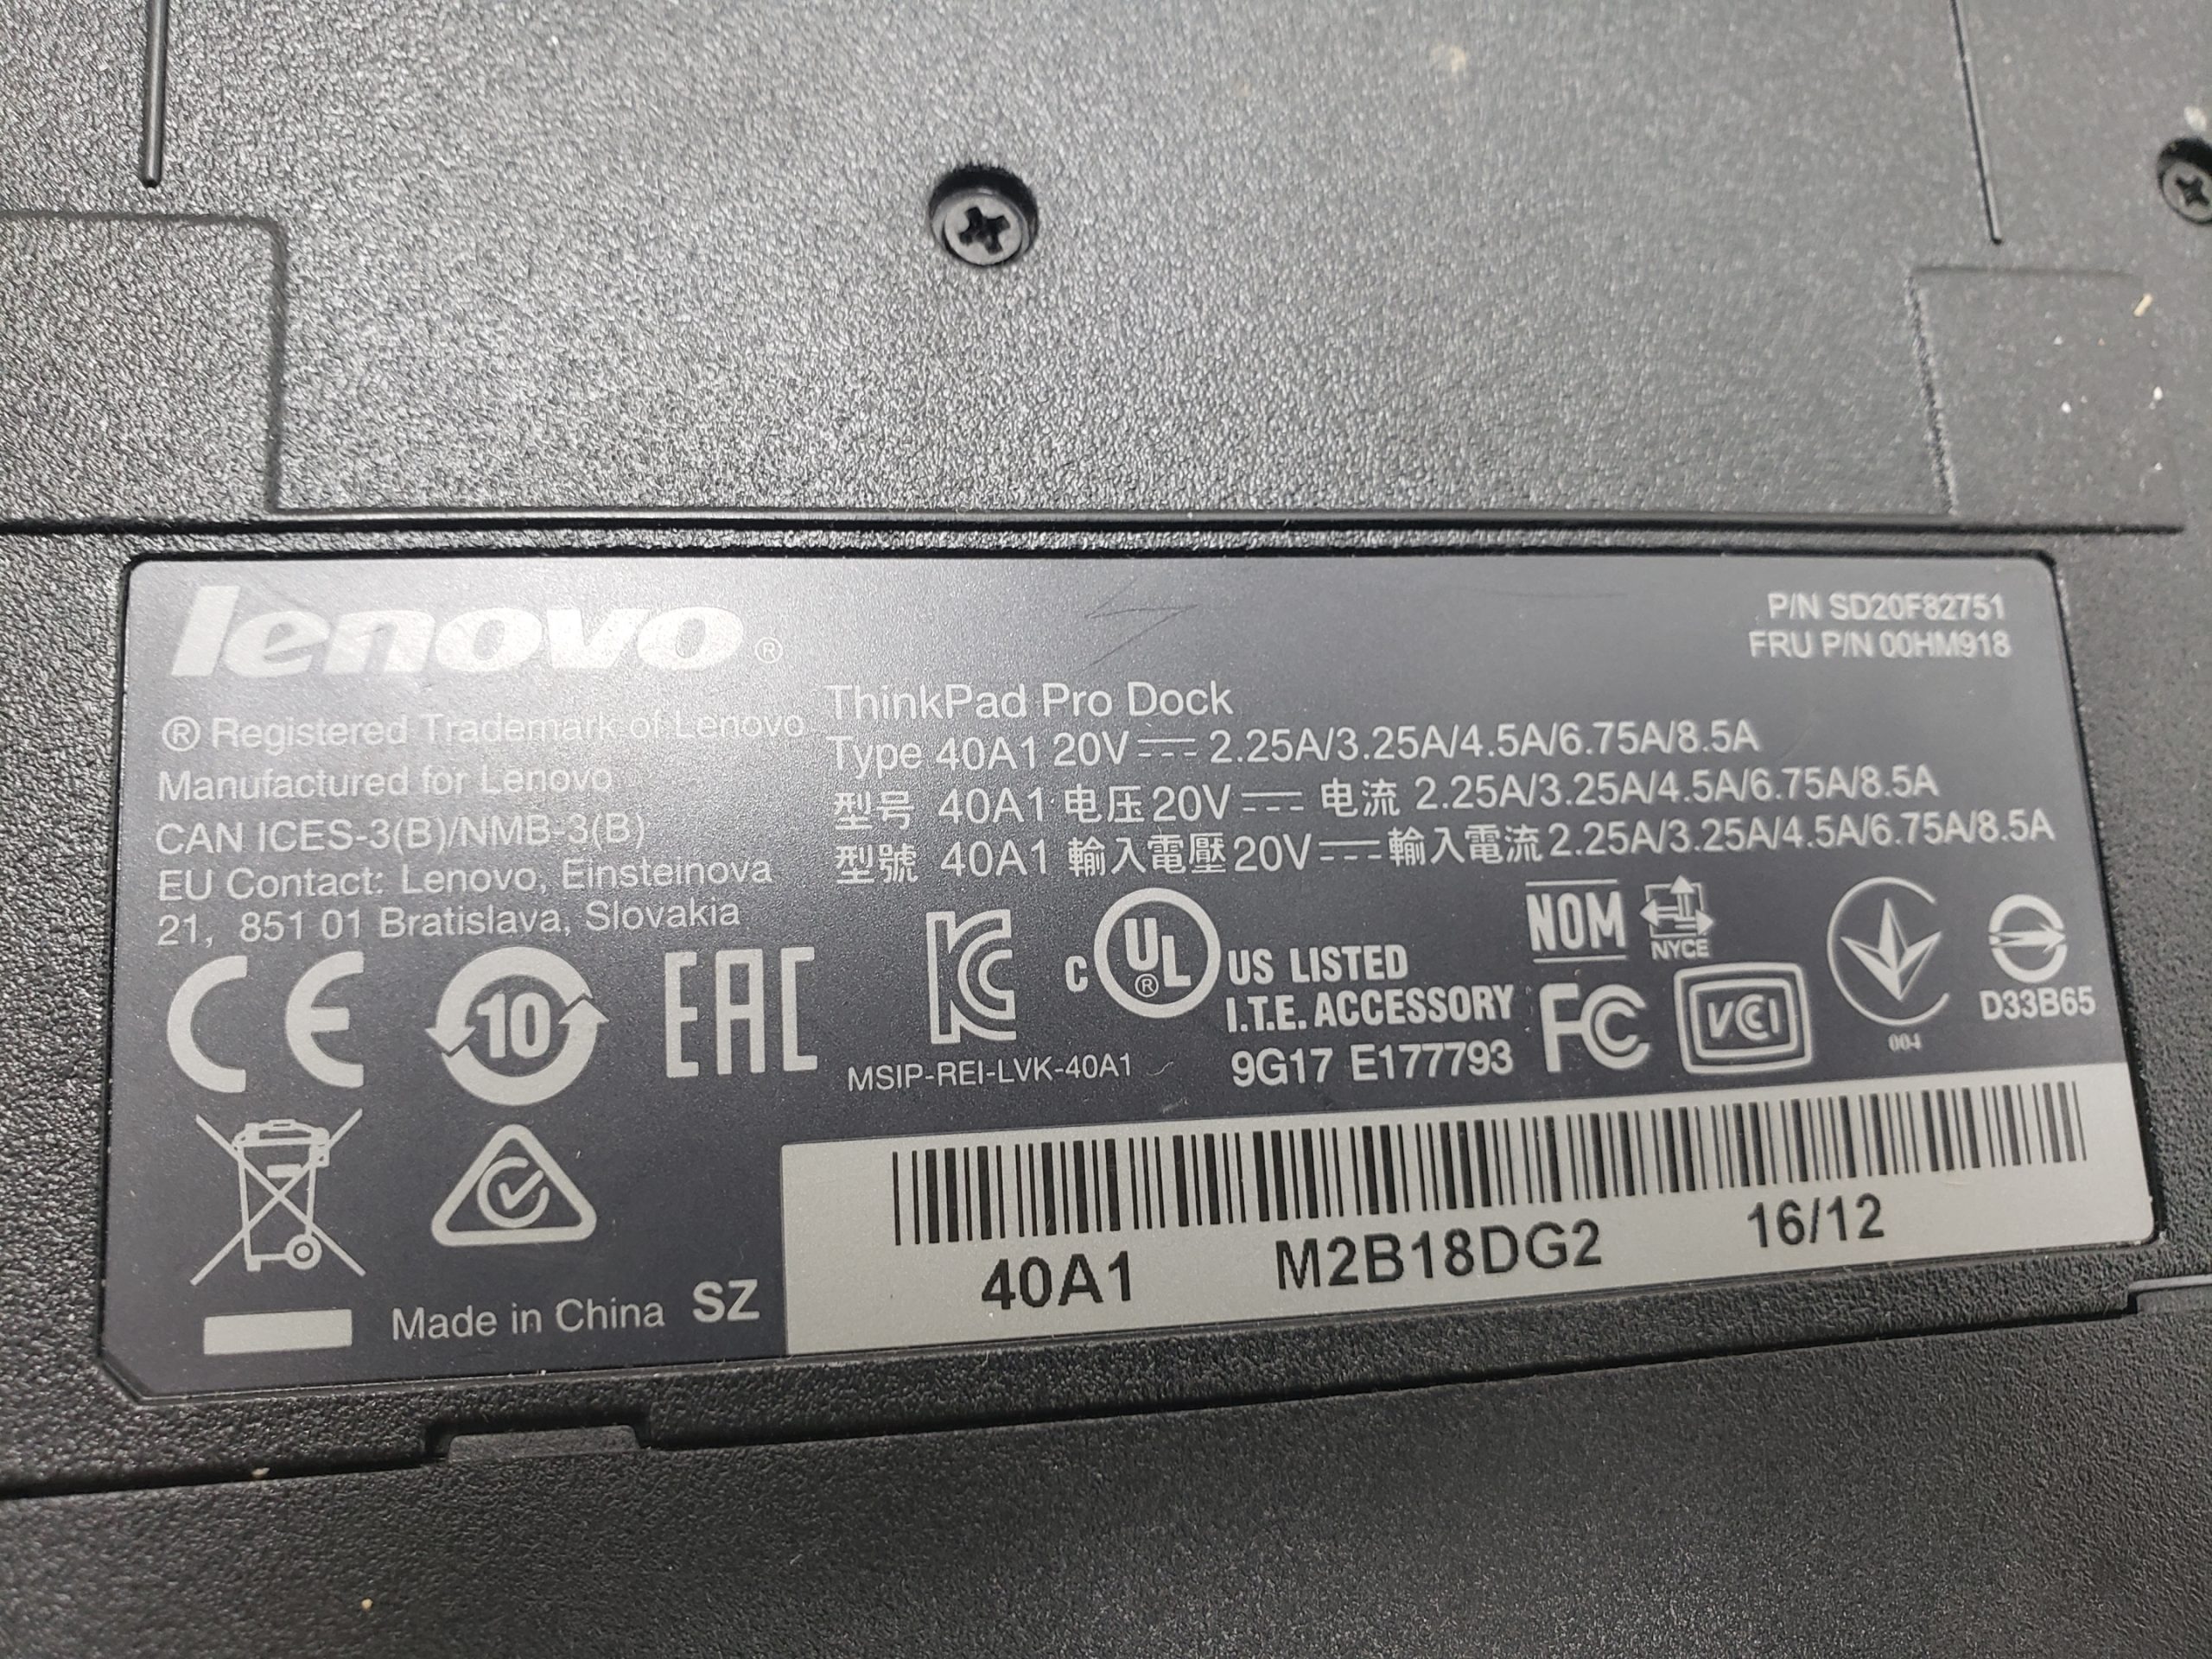 lenovo®
P/N SD20F82751
FRU P/N 00HM918
® Registered Trademark of Lenovo
Manufactured for Lenovo
CAN ICES-3(B)/NMB-3(B)
EU Contact: Lenovo, Einsteinova
21, 851 01 Bratislava, Slovakia
ThinkPad Pro Dock
Type 40A1 20V ⎓ 2.25A/3.25A/4.5A/6.75A/8.5A
型号 40A1 电压 20V ⎓ 电流 2.25A/3.25A/4.5A/6.75A/8.5A
型號 40A1 輸入電壓 20V ⎓ 輸入電流 2.25A/3.25A/4.5A/6.75A/8.5A
CE
10
EAC
KC
MSIP-REI-LVK-40A1
C UL® US LISTED
I.T.E. ACCESSORY
9G17 E177793
NOM
NYCE
FC
VCCI
004
D33B65
Made in China SZ
40A1 M2B18DG2 16/12